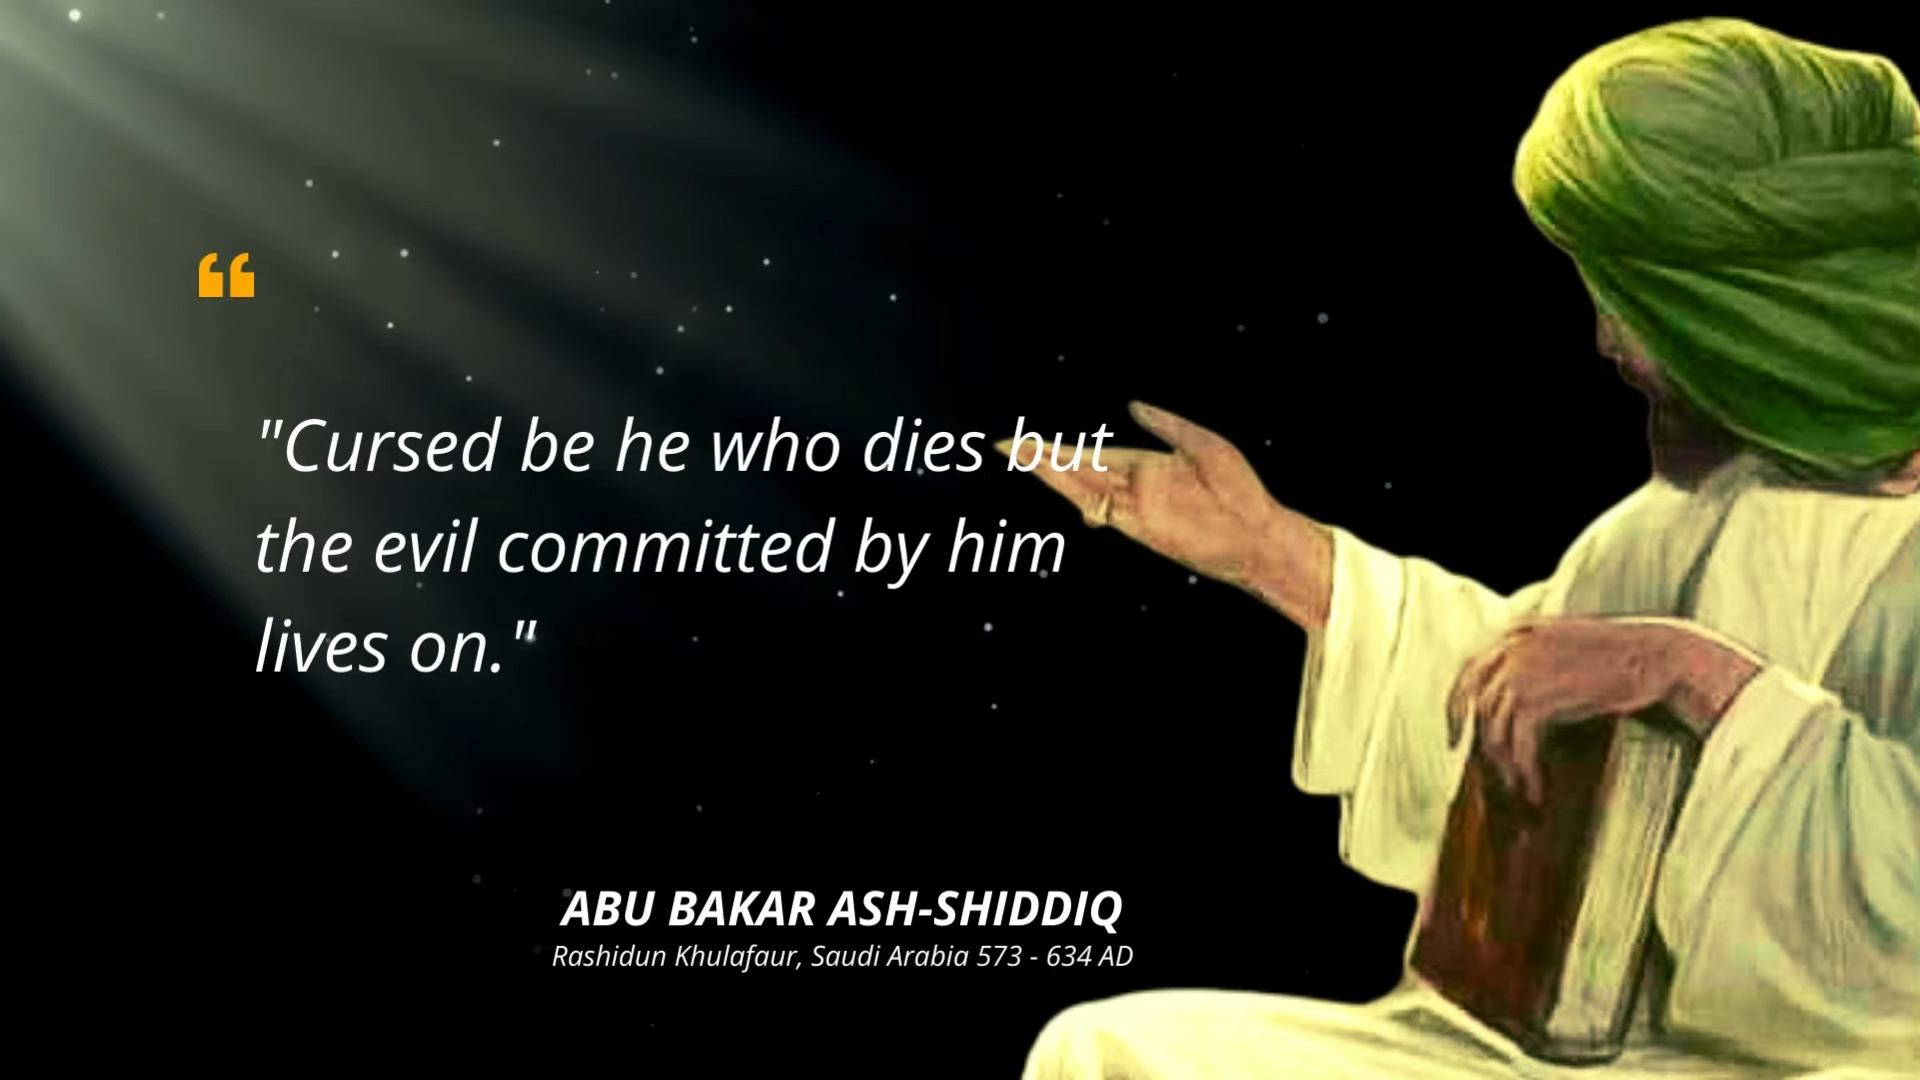 “
"Cursed be he who dies but
the evil committed by him
lives on."
ABU BAKAR ASH-SHIDDIQ
Rashidun Khulafaur, Saudi Arabia 573 - 634 AD